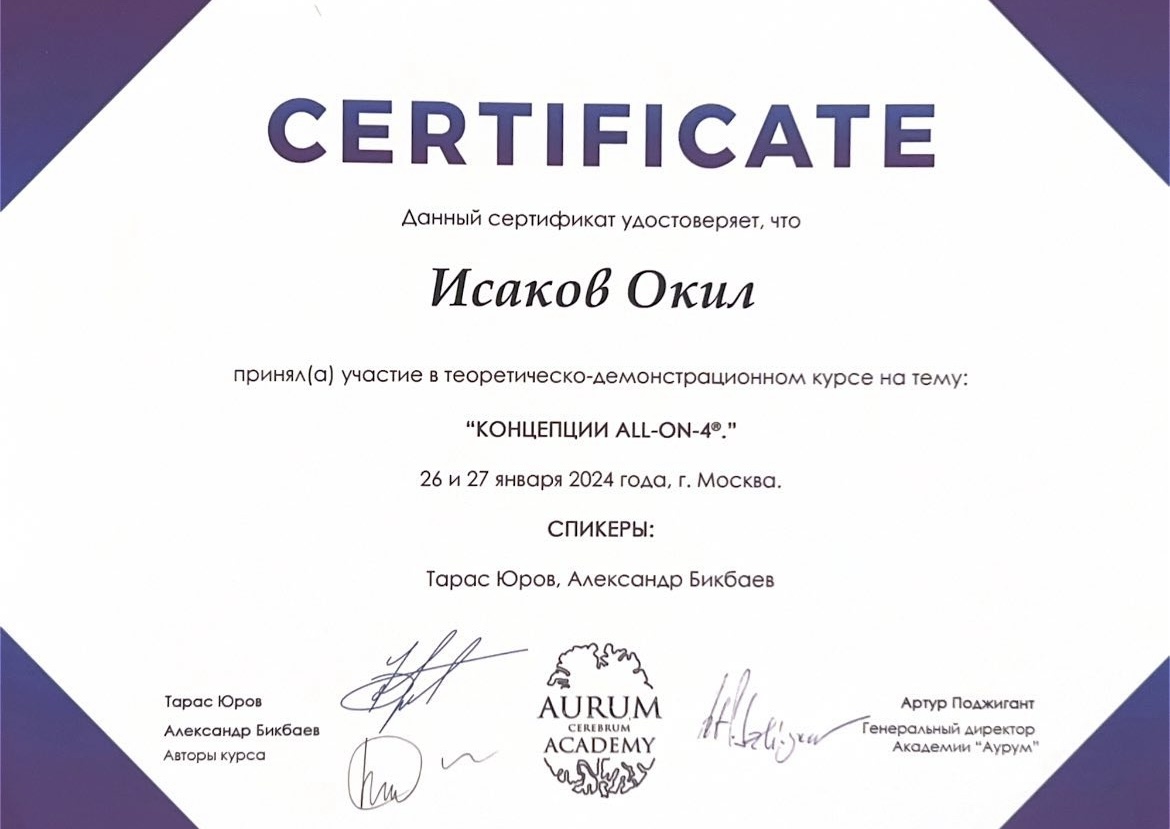 CERTIFICATE
Данный сертификат удостоверяет, что
Исаков Окил
принял(а) участие в теоретическо-демонстрационном курсе на тему:
“КОНЦЕПЦИИ ALL-ON-4®.”
26 и 27 января 2024 года, г. Москва.
СПИКЕРЫ:
Тарас Юров, Александр Бикбаев
Тарас Юров
Александр Бикбаев
Авторы курса
AURUM
CEREBRUM
ACADEMY
Артур Поджигант
Генеральный директор
Академии “Аурум”